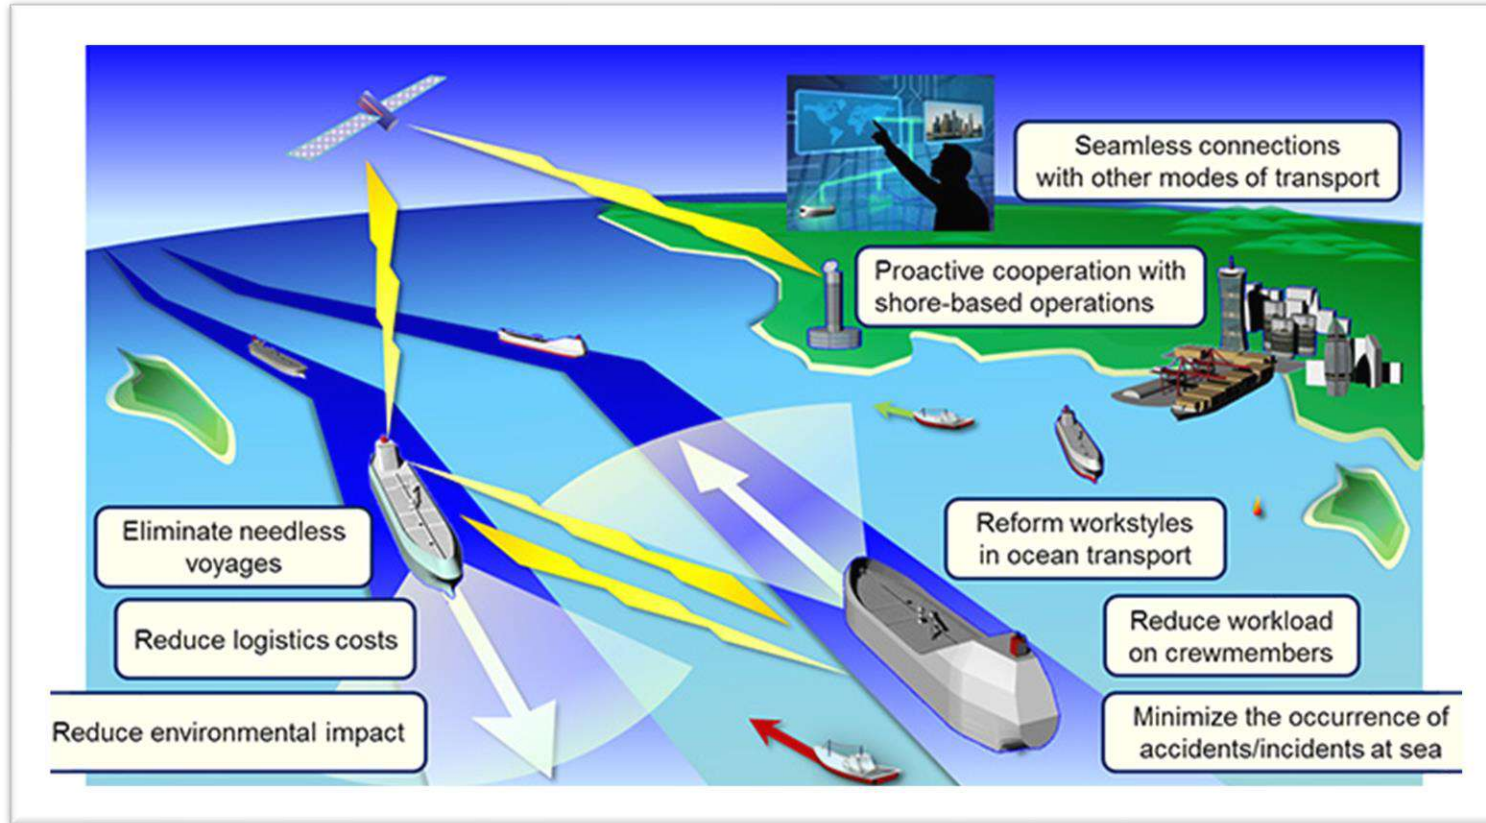 Seamless connections
with other modes of transport
Proactive cooperation with
shore-based operations
Eliminate needless
voyages
Reduce logistics costs
Reduce environmental impact
Reform workstyles
in ocean transport
Reduce workload
on crewmembers
Minimize the occurrence of
accidents/incidents at sea